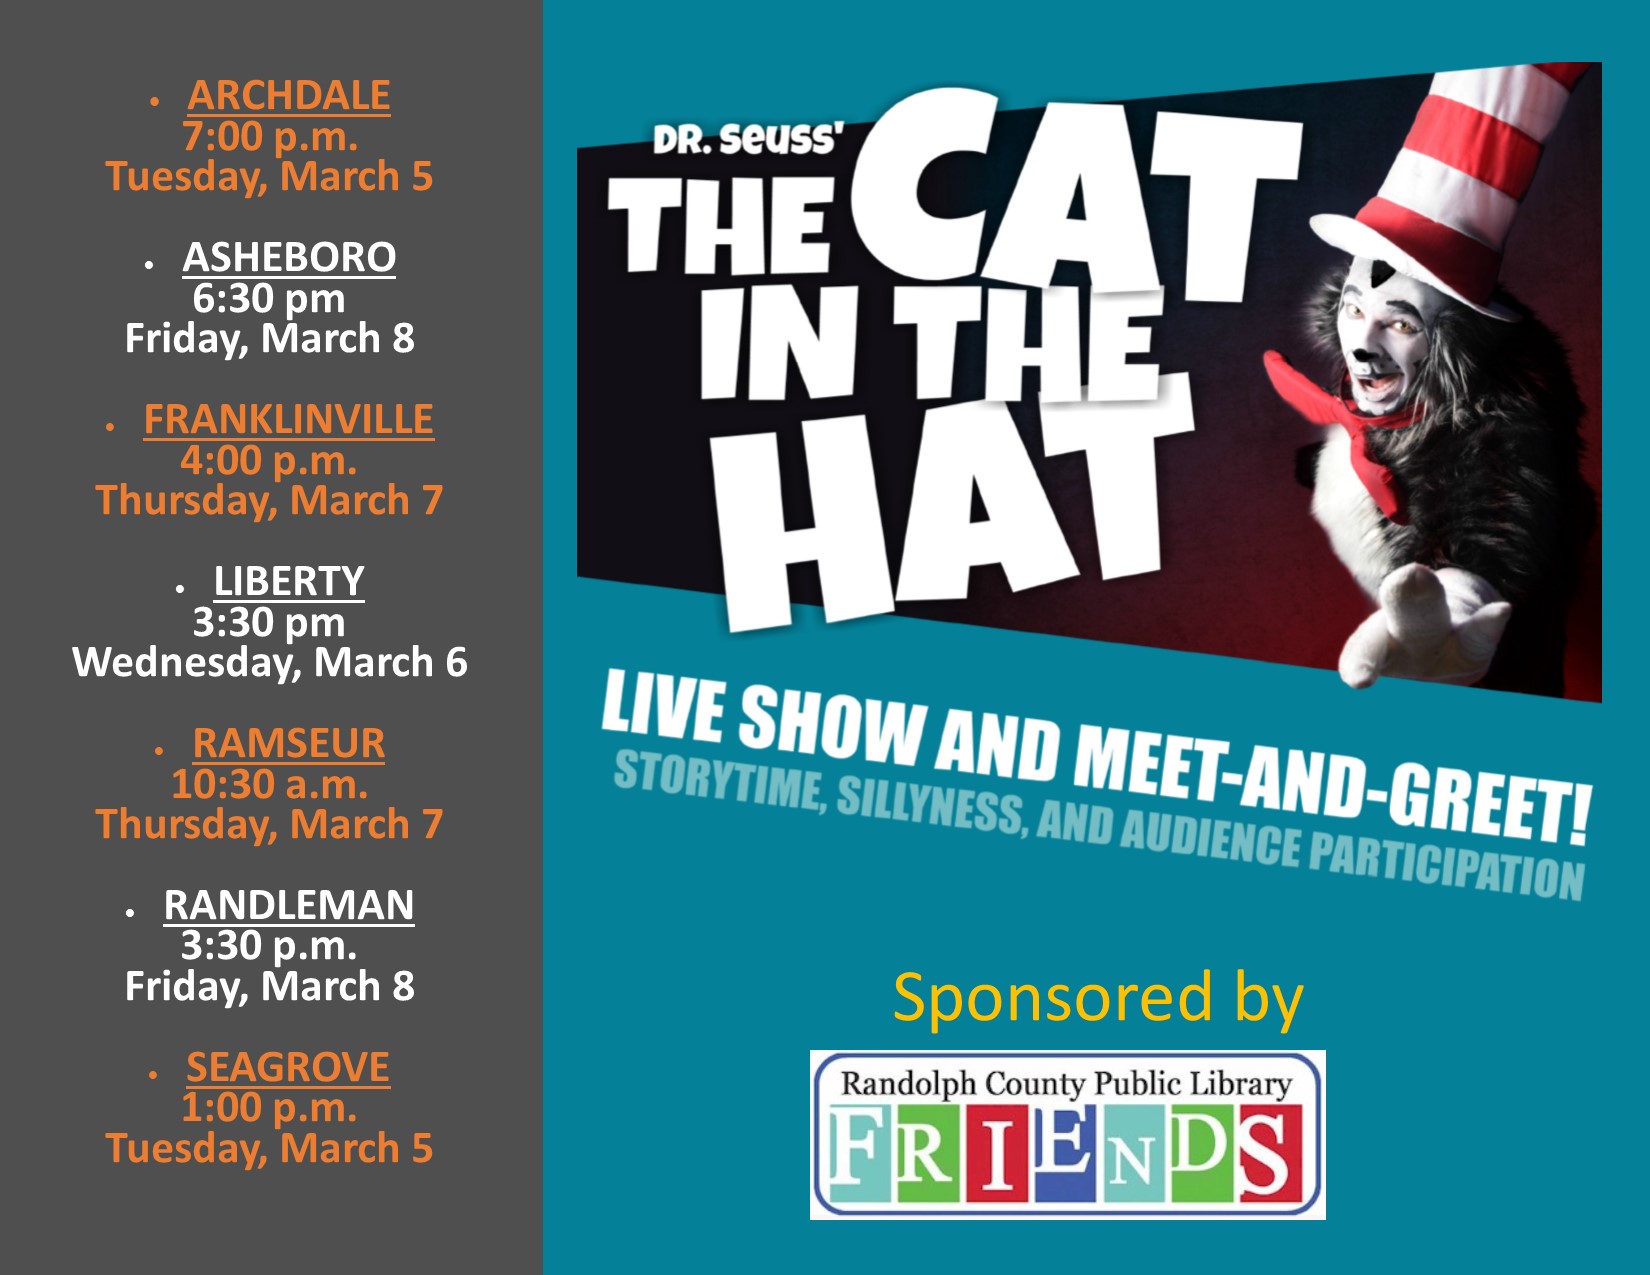 • ARCHDALE
7:00 p.m.
Tuesday, March 5
• ASHEBORO
6:30 pm
Friday, March 8
• FRANKLINVILLE
4:00 p.m.
Thursday, March 7
• LIBERTY
3:30 pm
Wednesday, March 6
• RAMSEUR
10:30 a.m.
Thursday, March 7
• RANDLEMAN
3:30 p.m.
Friday, March 8
• SEAGROVE
1:00 p.m.
Tuesday, March 5
DR. SEUSS'
THE CAT
IN THE
HAT
LIVE SHOW AND MEET-AND-GREET!
STORYTIME, SILLYNESS, AND AUDIENCE PARTICIPATION
Sponsored by
Randolph County Public Library
FRIENDS